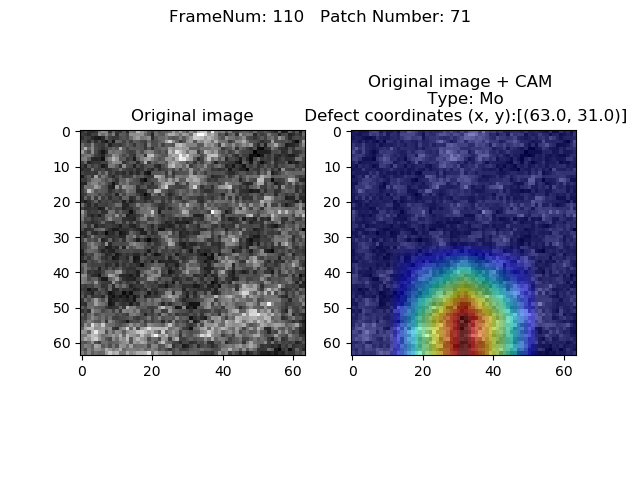 FrameNum: 110   Patch Number: 71
Original image
Original image + CAM
Type: Mo
Defect coordinates (x, y):[(63.0, 31.0)]
0
10
20
30
40
50
60
0 20 40 60
0
10
20
30
40
50
60
0 20 40 60